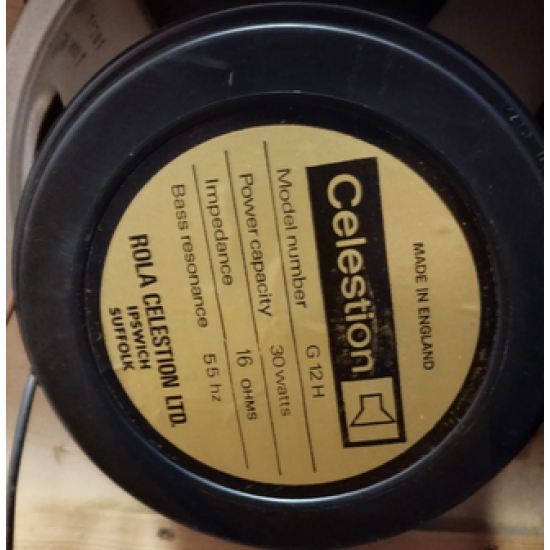 MADE IN ENGLAND
Celestion
Model number G 12 H
Power capacity 30 watts
Impedance 16 OHMS
Bass resonance 55 hz
ROLA CELESTION LTD.
IPSWICH
SUFFOLK